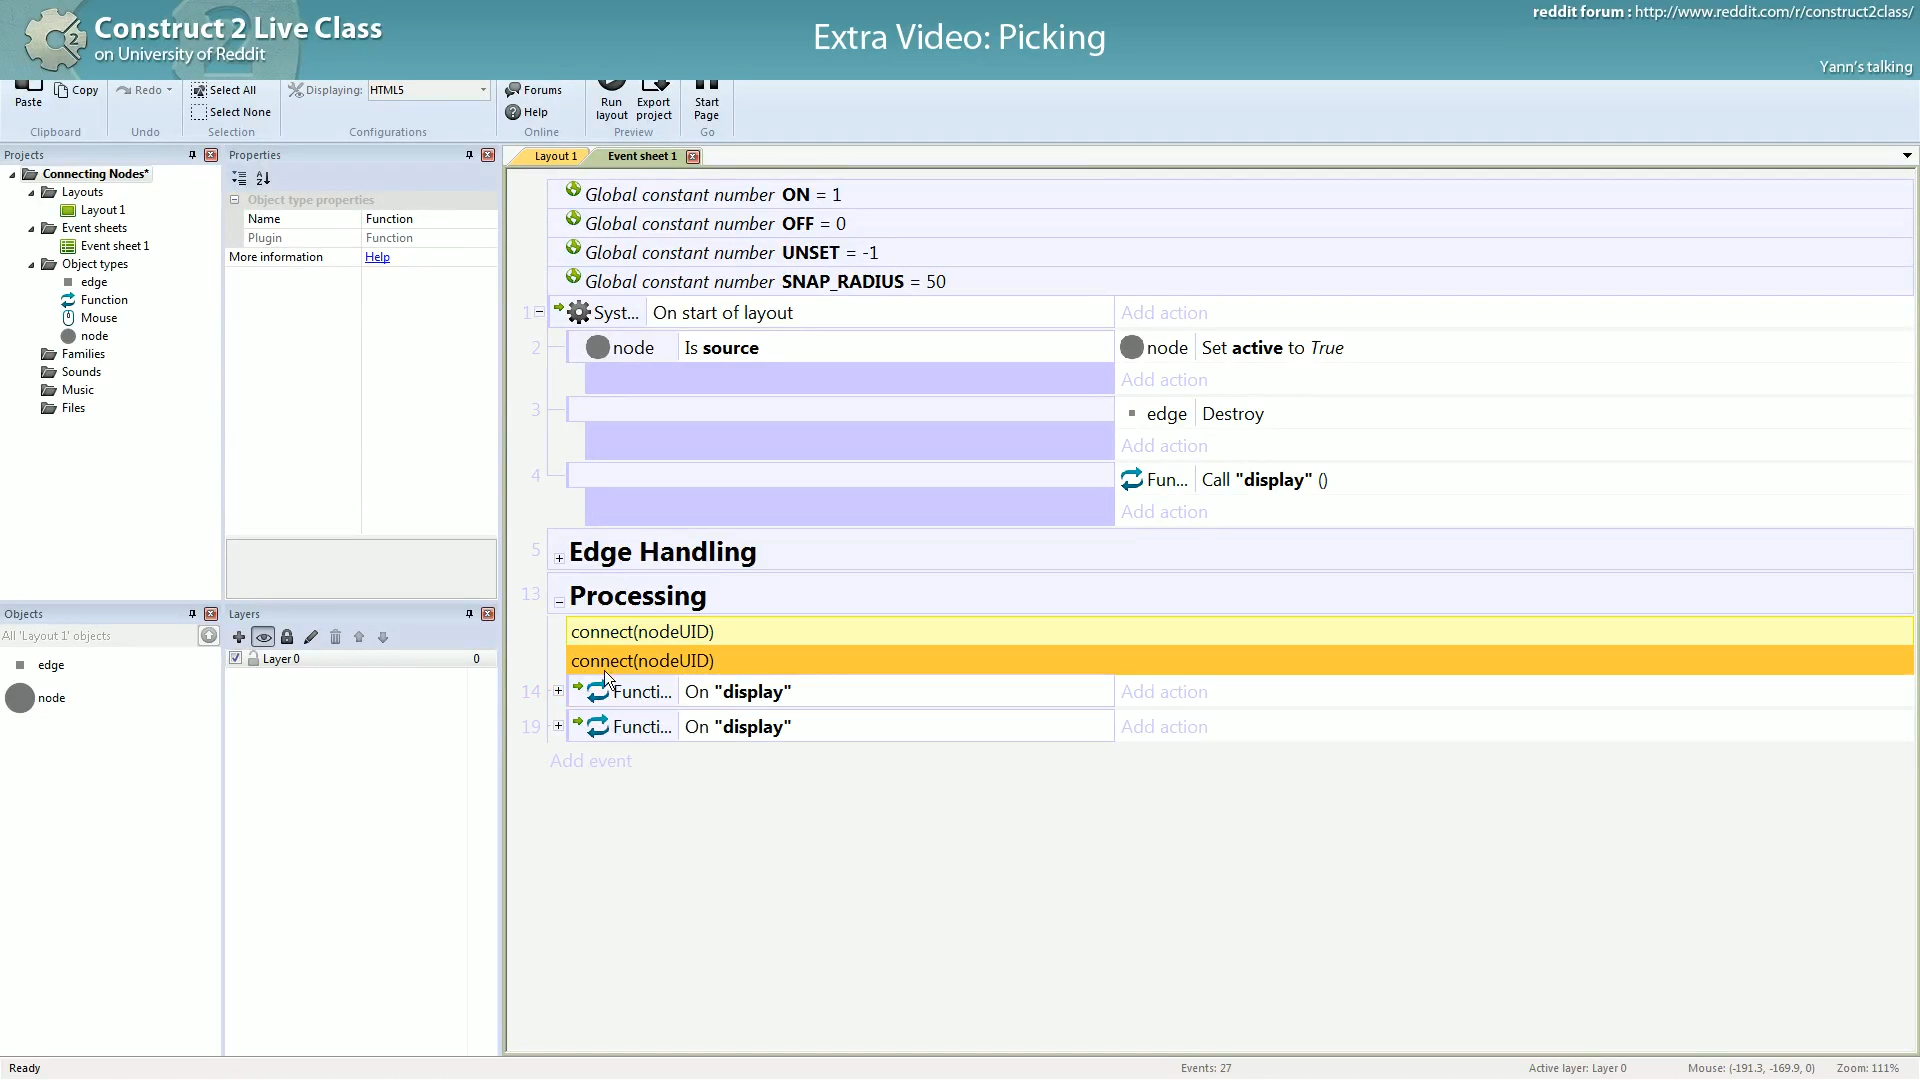 Construct 2 Live Class
on University of Reddit
Extra Video: Picking
reddit forum : http://www.reddit.com/r/construct2class/
Yann's talking
Paste
Copy
Clipboard
Redo
Undo
Select All
Select None
Selection
Displaying: HTML5
Configurations
Forums
Help
Online
Run layout
Export project
Preview
Start Page
Go
Projects
Connecting Nodes*
Layouts
Layout 1
Event sheets
Event sheet 1
Object types
edge
Function
Mouse
node
Families
Sounds
Music
Files
Properties
Object type properties
Name Function
Plugin Function
More information Help
Objects
All 'Layout 1' objects
edge
node
Layers
Layer 0 0
Layout 1
Event sheet 1
Global constant number ON = 1
Global constant number OFF = 0
Global constant number UNSET = -1
Global constant number SNAP_RADIUS = 50
1 Syst... On start of layout Add action
2 node Is source node Set active to True
Add action
3 edge Destroy
Add action
4 Fun... Call "display" ()
Add action
5 Edge Handling
13 Processing
connect(nodeUID)
connect(nodeUID)
14 Functi... On "display" Add action
19 Functi... On "display" Add action
Add event
Ready
Events: 27
Active layer: Layer 0
Mouse: (-191.3, -169.9, 0)
Zoom: 111%